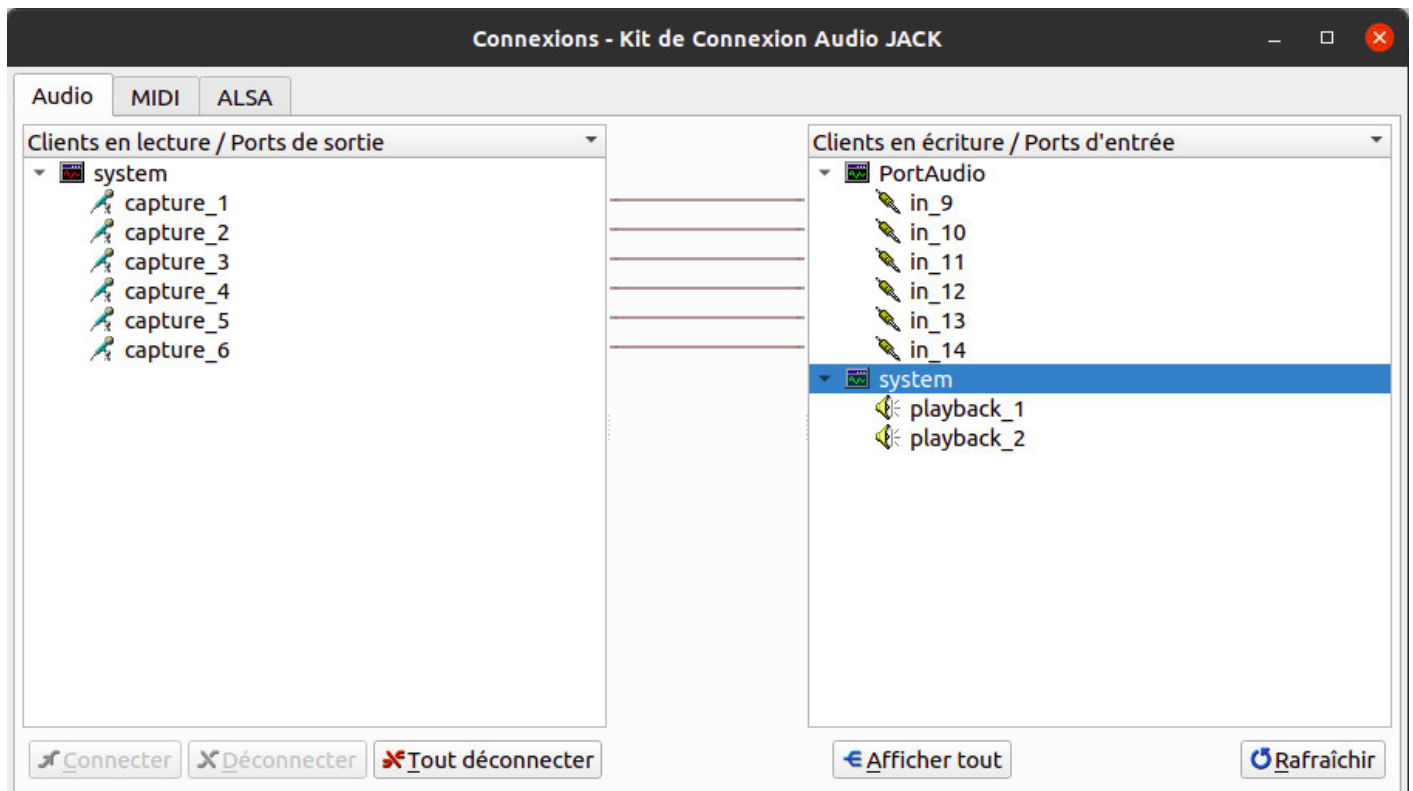 Connexions - Kit de Connexion Audio JACK
Audio MIDI ALSA
Clients en lecture / Ports de sortie
system
capture_1
capture_2
capture_3
capture_4
capture_5
capture_6
Clients en écriture / Ports d'entrée
PortAudio
in_9
in_10
in_11
in_12
in_13
in_14
system
playback_1
playback_2
Connecter Déconnecter Tout déconnecter Afficher tout Rafraîchir